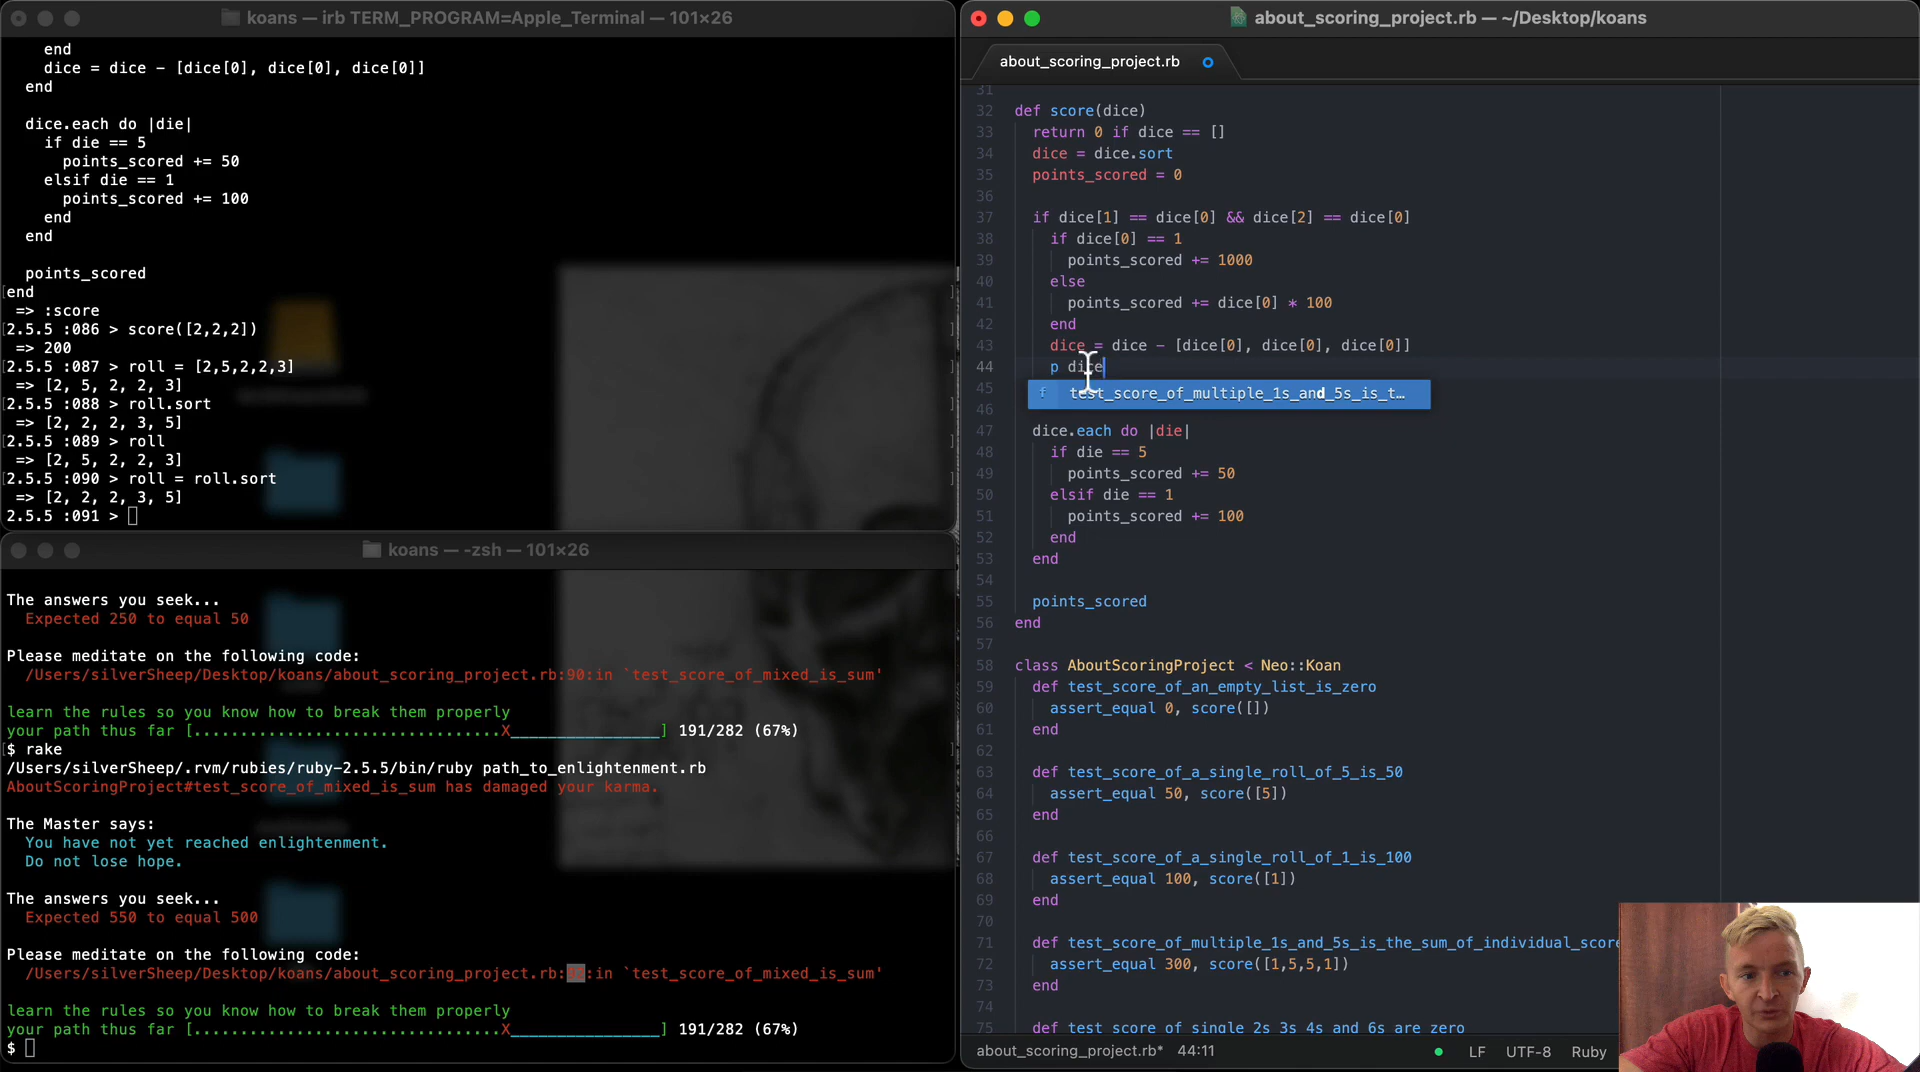 koans — irb TERM_PROGRAM=Apple_Terminal — 101×26
    end
    dice = dice - [dice[0], dice[0], dice[0]]
  end
  dice.each do |die|
    if die == 5
      points_scored += 50
    elsif die == 1
      points_scored += 100
    end
  end
  points_scored
end
 => :score
2.5.5 :086 > score([2,2,2])
 => 200
2.5.5 :087 > roll = [2,5,2,2,3]
 => [2, 5, 2, 2, 3]
2.5.5 :088 > roll.sort
 => [2, 2, 2, 3, 5]
2.5.5 :089 > roll
 => [2, 5, 2, 2, 3]
2.5.5 :090 > roll = roll.sort
 => [2, 2, 2, 3, 5]
2.5.5 :091 >
koans — -zsh — 101×26
The answers you seek...
  Expected 250 to equal 50
Please meditate on the following code:
  /Users/silverSheep/Desktop/koans/about_scoring_project.rb:90:in `test_score_of_mixed_is_sum'
learn the rules so you know how to break them properly
your path thus far [.................................X________________] 191/282 (67%)
$ rake
/Users/silverSheep/.rvm/rubies/ruby-2.5.5/bin/ruby path_to_enlightenment.rb
AboutScoringProject#test_score_of_mixed_is_sum has damaged your karma.
The Master says:
  You have not yet reached enlightenment.
  Do not lose hope.
The answers you seek...
  Expected 550 to equal 500
Please meditate on the following code:
  /Users/silverSheep/Desktop/koans/about_scoring_project.rb: :in `test_score_of_mixed_is_sum'
learn the rules so you know how to break them properly
your path thus far [.................................X________________] 191/282 (67%)
$
about_scoring_project.rb — ~/Desktop/koans
about_scoring_project.rb
31
32 def score(dice)
33   return 0 if dice == []
34   dice = dice.sort
35   points_scored = 0
36
37   if dice[1] == dice[0] && dice[2] == dice[0]
38     if dice[0] == 1
39       points_scored += 1000
40     else
41       points_scored += dice[0] * 100
42     end
43     dice = dice - [dice[0], dice[0], dice[0]]
44     p dice
45
f test_score_of_multiple_1s_and_5s_is_t…
46
47   dice.each do |die|
48     if die == 5
49       points_scored += 50
50     elsif die == 1
51       points_scored += 100
52     end
53   end
54
55   points_scored
56 end
57
58 class AboutScoringProject < Neo::Koan
59   def test_score_of_an_empty_list_is_zero
60     assert_equal 0, score([])
61   end
62
63   def test_score_of_a_single_roll_of_5_is_50
64     assert_equal 50, score([5])
65   end
66
67   def test_score_of_a_single_roll_of_1_is_100
68     assert_equal 100, score([1])
69   end
70
71   def test_score_of_multiple_1s_and_5s_is_the_sum_of_individual_score
72     assert_equal 300, score([1,5,5,1])
73   end
74
75   def test_score_of_single_2s_3s_4s_and_6s_are_zero
about_scoring_project.rb* 44:11 LF UTF-8 Ruby